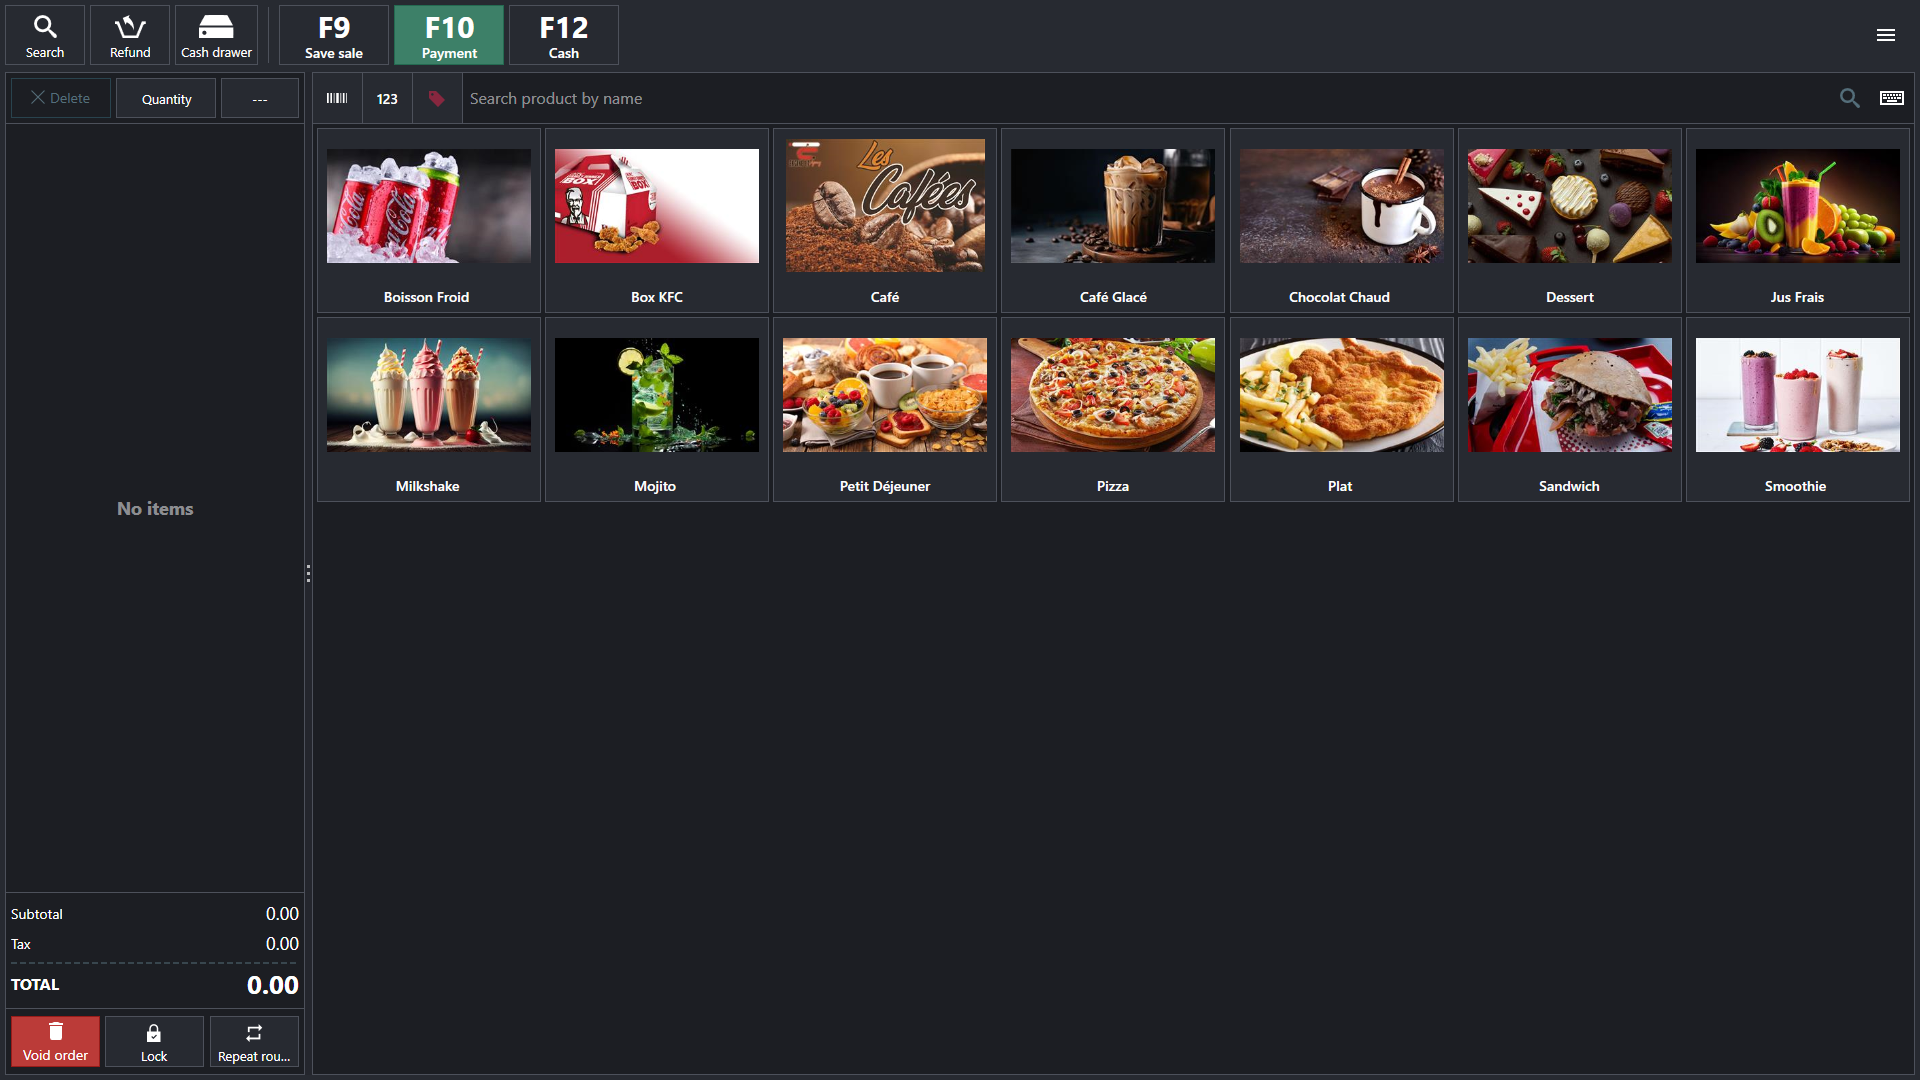 Search
Refund
Cash drawer
F9
Save sale
F10
Payment
F12
Cash
Delete
Quantity
---
123
Search product by name
Coca-Cola
BOX
BOX
Les
Cafées
Boisson Froid
Box KFC
Café
Café Glacé
Chocolat Chaud
Dessert
Jus Frais
Milkshake
Mojito
Petit Déjeuner
Pizza
Plat
Sandwich
Smoothie
No items
Subtotal
0.00
Tax
0.00
TOTAL
0.00
Void order
Lock
Repeat rou...